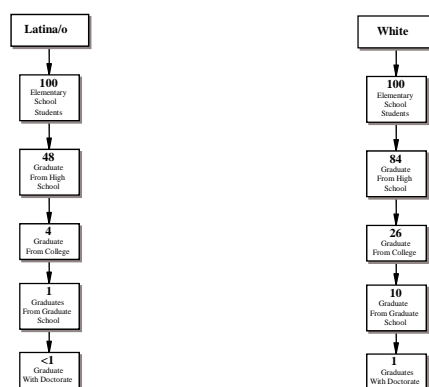 Latina/o
100
Elementary
School
Students
48
Graduate
From High
School
4
Graduate
From College
1
Graduates
From Graduate
School
<1
Graduate
With Doctorate
White
100
Elementary
School
Students
84
Graduate
From High
School
26
Graduate
From College
10
Graduate
From Graduate
School
1
Graduates
With Doctorate